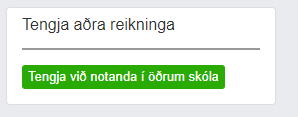 Tengja aðra reikninga
Tengja við notanda í öðrum skóla